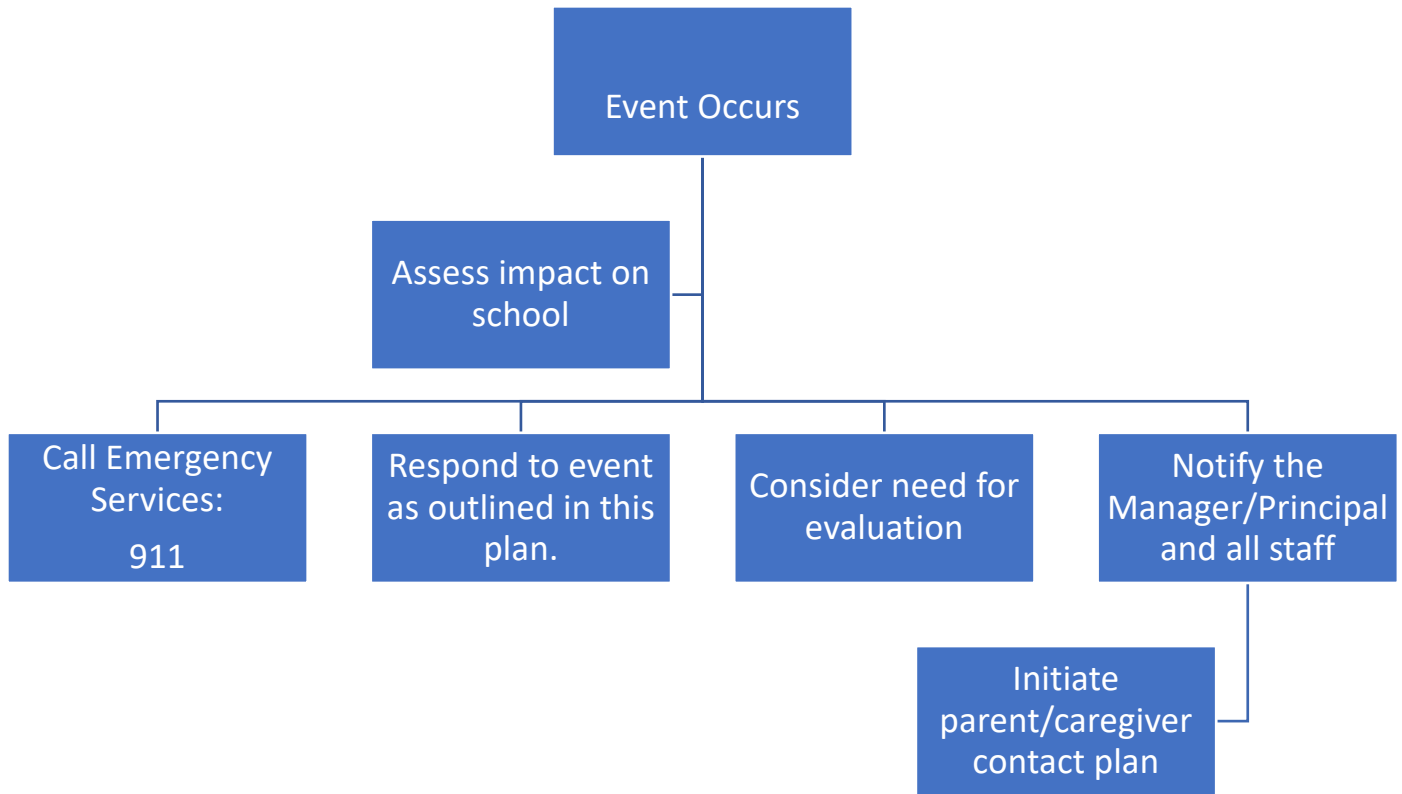 Event Occurs
Assess impact on
school
Call Emergency
Services:
911
Respond to event
as outlined in this
plan.
Consider need for
evaluation
Notify the
Manager/Principal
and all staff
Initiate
parent/caregiver
contact plan